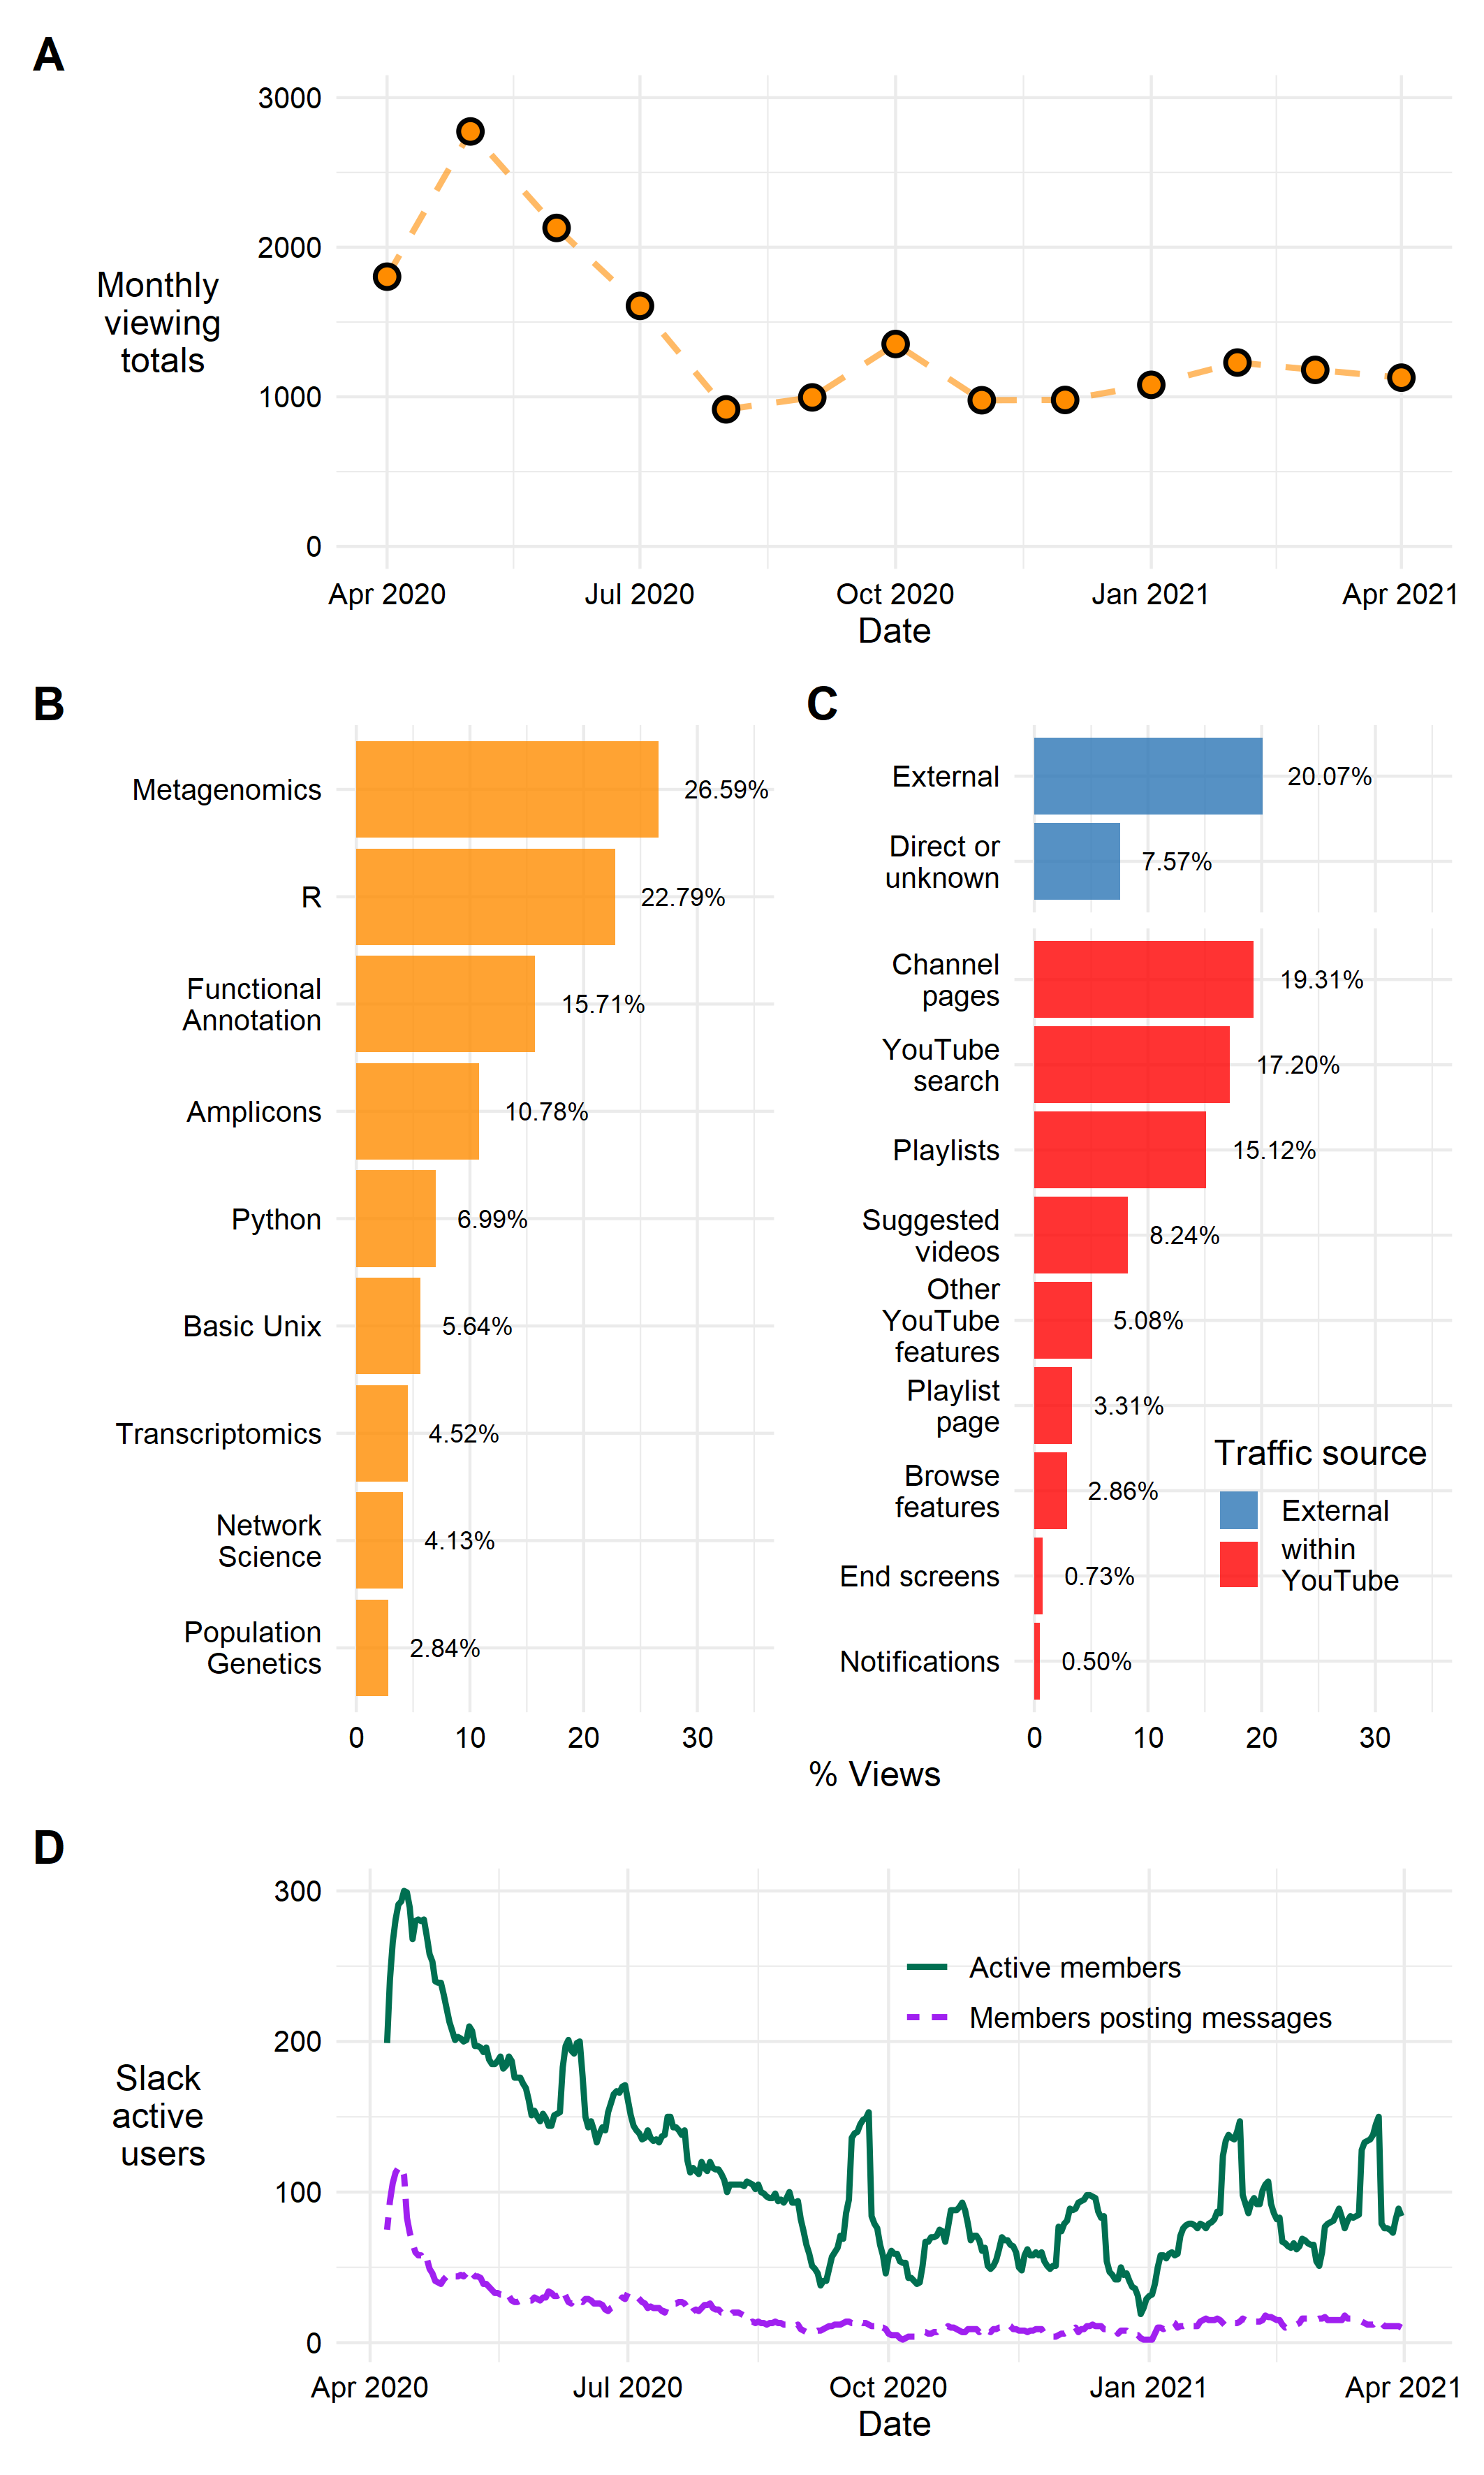 A
3000
2000
1000
0
Monthly
viewing
totals
Apr 2020
Jul 2020
Oct 2020
Jan 2021
Apr 2021
Date
B
Metagenomics
26.59%
R
22.79%
Functional
Annotation
15.71%
Amplicons
10.78%
Python
6.99%
Basic Unix
5.64%
Transcriptomics
4.52%
Network
Science
4.13%
Population
Genetics
2.84%
0
10
20
30
C
External
20.07%
Direct or
unknown
7.57%
Channel
pages
19.31%
YouTube
search
17.20%
Playlists
15.12%
Suggested
videos
8.24%
Other
YouTube
features
5.08%
Playlist
page
3.31%
Browse
features
2.86%
End screens
0.73%
Notifications
0.50%
Traffic source
External
within
YouTube
0
10
20
30
% Views
D
300
200
100
0
Slack
active
users
Active members
Members posting messages
Apr 2020
Jul 2020
Oct 2020
Jan 2021
Apr 2021
Date